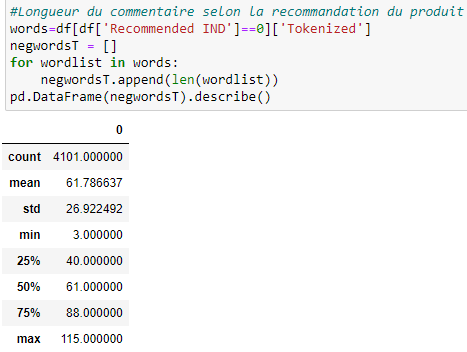 #Longueur du commentaire selon la recommandation du produit
words=df[df['Recommended IND']==0]['Tokenized']
negwordsT = []
for wordlist in words:
    negwordsT.append(len(wordlist))
pd.DataFrame(negwordsT).describe()
0
count 4101.000000
mean 61.786637
std 26.922492
min 3.000000
25% 40.000000
50% 61.000000
75% 88.000000
max 115.000000